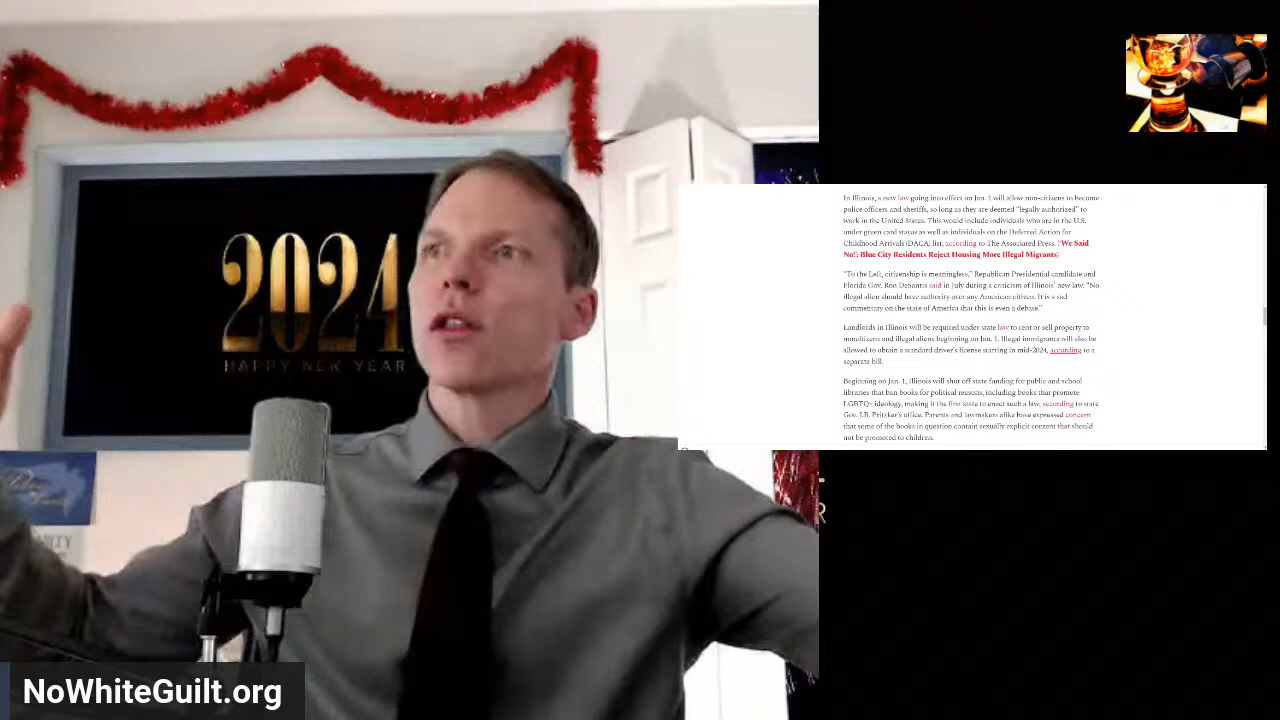 2024
HAPPY NEW YEAR
In Illinois, a new law going into effect on Jan. 1 will allow non-citizens to become
police officers and sheriffs, so long as they are deemed “legally authorized” to
work in the United States. This would include individuals who are in the U.S.
under green card status as well as individuals on the Deferred Action for
Childhood Arrivals (DACA) list, according to The Associated Press. (‘We Said
No!’: Blue City Residents Reject Housing More Illegal Migrants)
“To the Left, citizenship is meaningless,” Republican Presidential candidate and
Florida Gov. Ron DeSantis said in July during a criticism of Illinois’ new law. “No
illegal alien should have authority over any American citizen. It is a sad
commentary on the state of America that this is even a debate.”
Landlords in Illinois will be required under state law to rent or sell property to
noncitizens and illegal aliens beginning on Jan. 1. Illegal immigrants will also be
allowed to obtain a standard driver’s license starting in mid-2024, according to a
separate bill.
Beginning on Jan. 1, Illinois will shut off state funding for public and school
libraries that ban books for political reasons, including books that promote
LGBTQ+ ideology, making it the first state to enact such a law, according to state
Gov. J.B. Pritzker’s office. Parents and lawmakers alike have expressed concern
that some of the books in question contain sexually explicit content that should
not be promoted to children.
NoWhiteGuilt.org